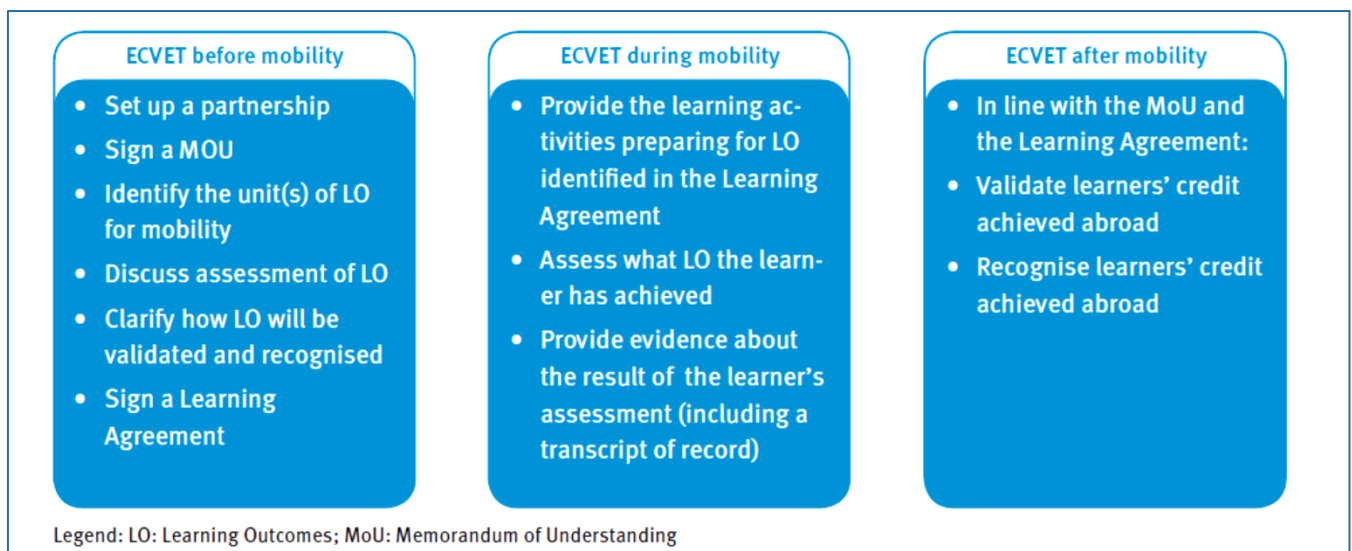 ECVET before mobility
• Set up a partnership
• Sign a MOU
• Identify the unit(s) of LO
for mobility
• Discuss assessment of LO
• Clarify how LO will be
validated and recognised
• Sign a Learning
Agreement
ECVET during mobility
• Provide the learning ac-
tivities preparing for LO
identified in the Learning
Agreement
• Assess what LO the learn-
er has achieved
• Provide evidence about
the result of the learner’s
assessment (including a
transcript of record)
ECVET after mobility
• In line with the MoU and
the Learning Agreement:
• Validate learners’ credit
achieved abroad
• Recognise learners’ credit
achieved abroad
Legend: LO: Learning Outcomes; MoU: Memorandum of Understanding